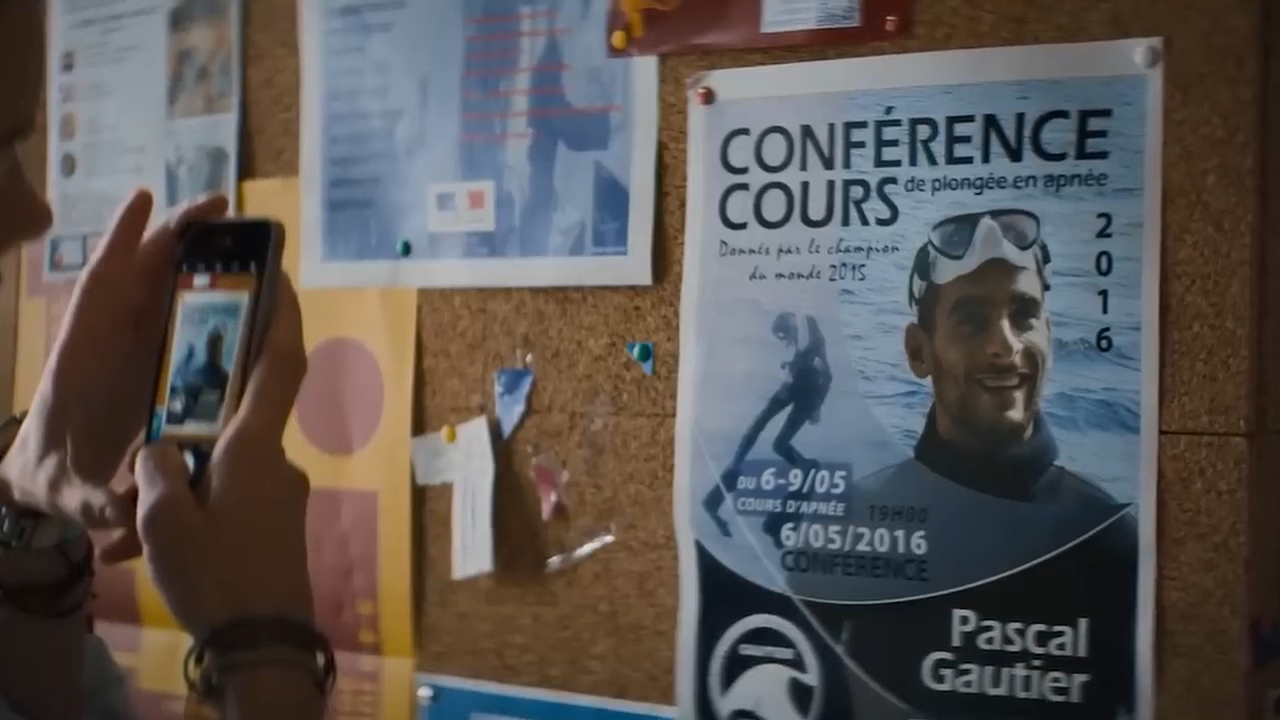 CONFÉRENCE
COURS de plongée en apnée
Donnés par le champion
du monde 2015
2
0
1
6
DU 6-9/05
COURS D'APNÉE
19H00
6/05/2016
CONFERENCE
Pascal
Gautier